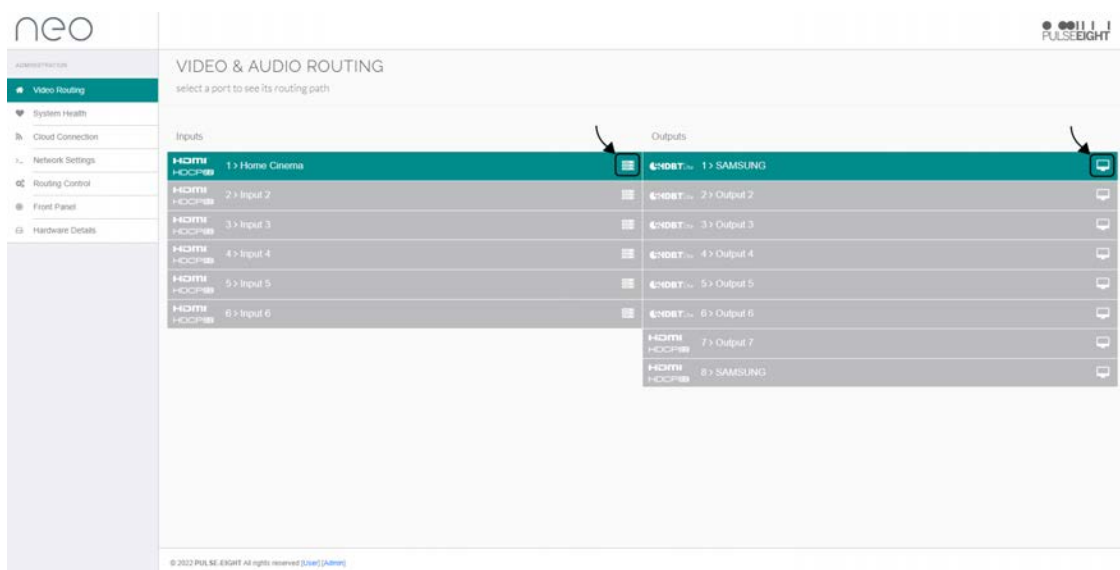 neo
PULSEEIGHT
ADMINISTRATION
Video Routing
System Health
Cloud Connection
Network Settings
Routing Control
Front Panel
Hardware Details
VIDEO & AUDIO ROUTING
select a port to see its routing path
Inputs
HDMI HDCP 1 > Home Cinema
HDMI HDCP 2 > Input 2
HDMI HDCP 3 > Input 3
HDMI HDCP 4 > Input 4
HDMI HDCP 5 > Input 5
HDMI HDCP 6 > Input 6
Outputs
HDBT 1 > SAMSUNG
HDBT 2 > Output 2
HDBT 3 > Output 3
HDBT 4 > Output 4
HDBT 5 > Output 5
HDBT 6 > Output 6
HDMI HDCP 7 > Output 7
HDMI HDCP 8 > SAMSUNG
© 2022 PULSE-EIGHT All rights reserved [User] [Admin]